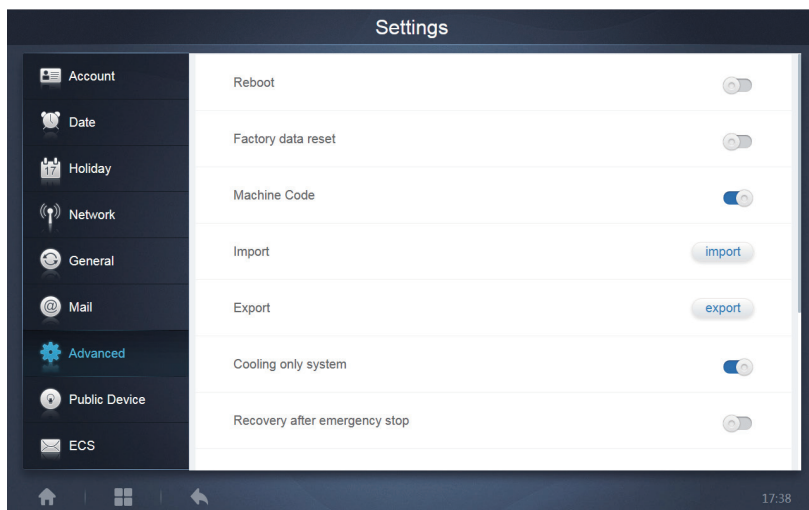 Settings
Account
Date
17
Holiday
Network
General
@
Mail
Advanced
Public Device
ECS
Reboot
Factory data reset
Machine Code
Import
import
Export
export
Cooling only system
Recovery after emergency stop
17:38